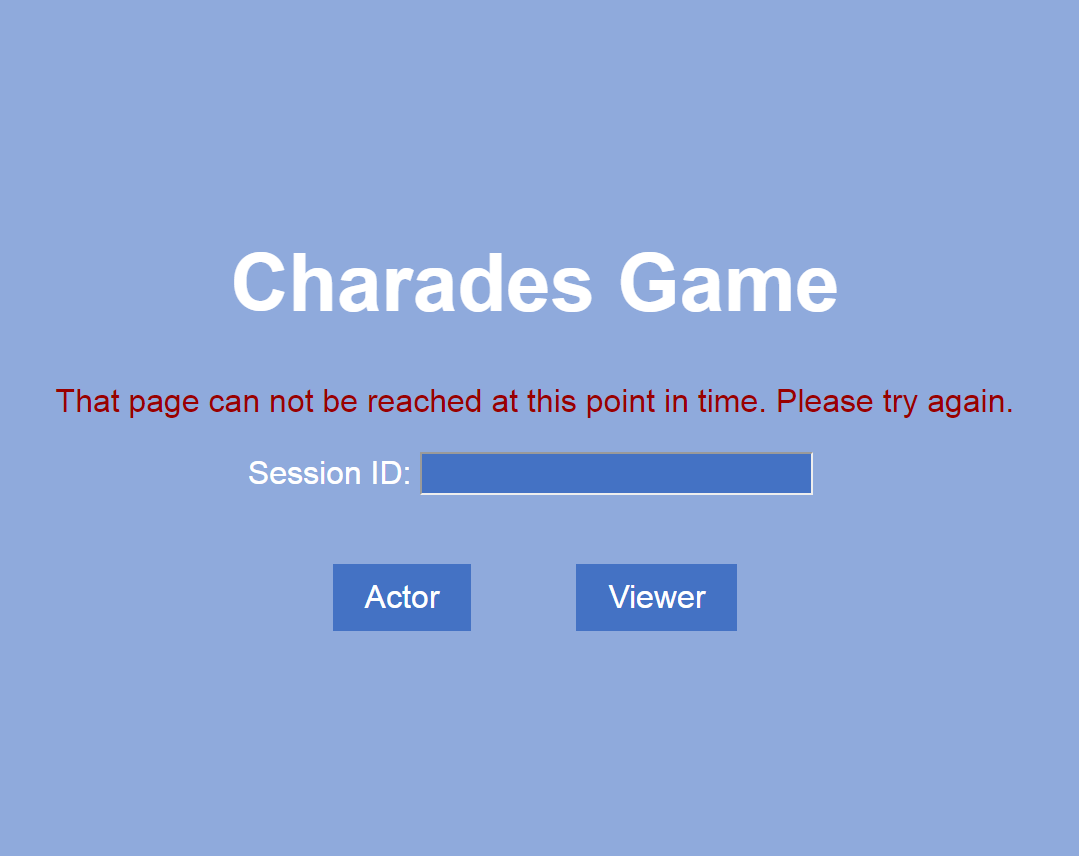 Charades Game
That page can not be reached at this point in time. Please try again.
Session ID:
Actor Viewer